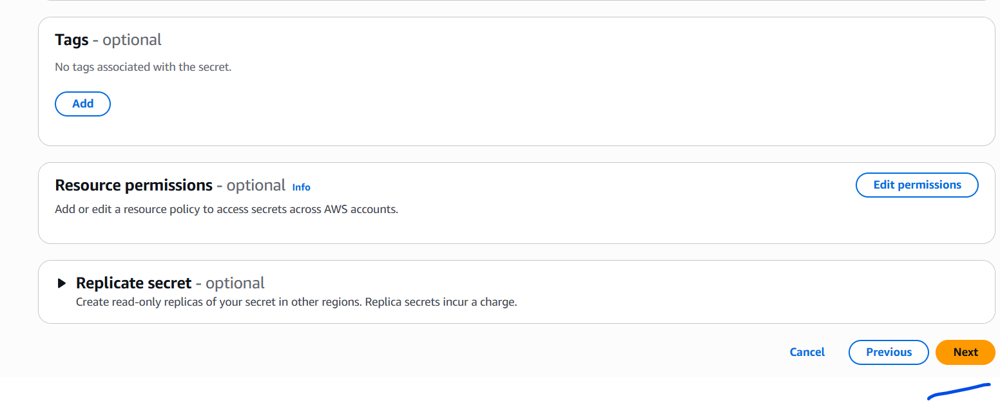 Tags - optional
No tags associated with the secret.
Add
Resource permissions - optional Info
Edit permissions
Add or edit a resource policy to access secrets across AWS accounts.
Replicate secret - optional
Create read-only replicas of your secret in other regions. Replica secrets incur a charge.
Cancel Previous Next